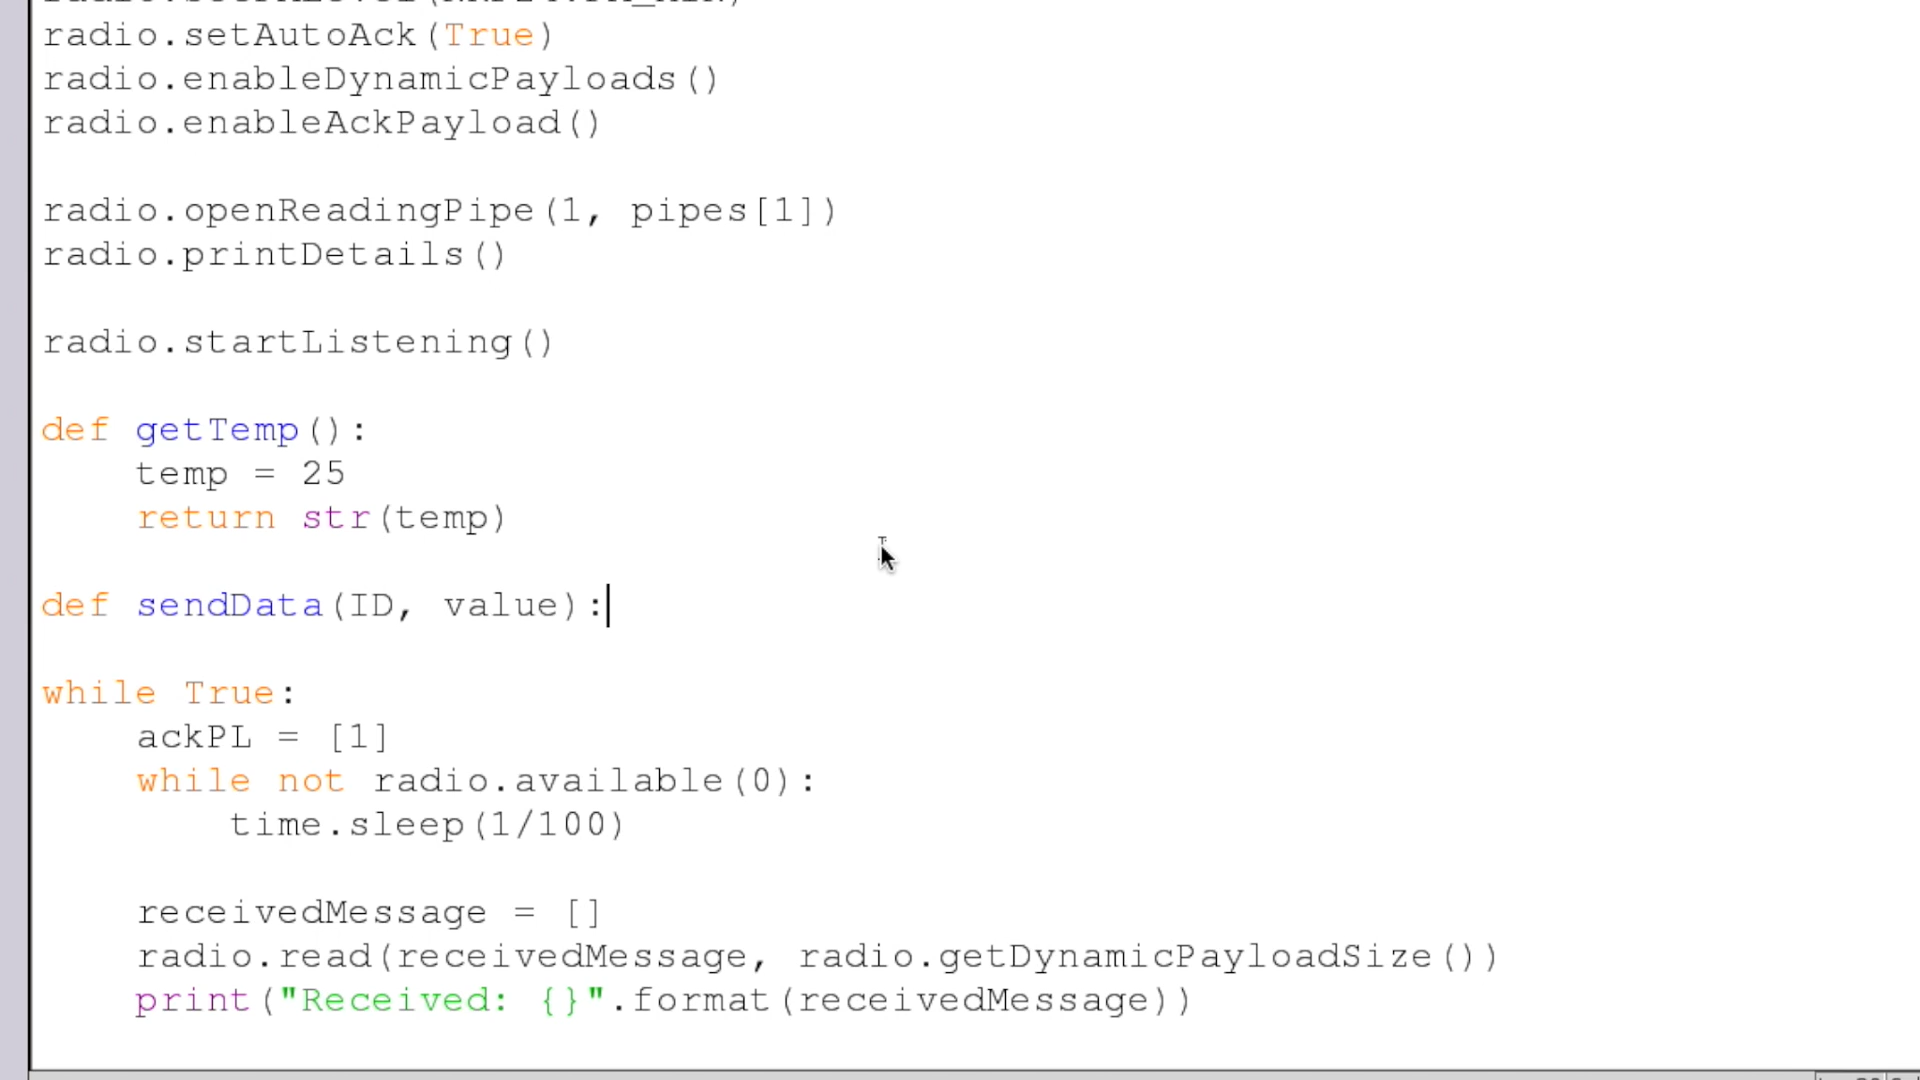 radio.setAutoAck(True)
radio.enableDynamicPayloads()
radio.enableAckPayload()
radio.openReadingPipe(1, pipes[1])
radio.printDetails()
radio.startListening()
def getTemp():
    temp = 25
    return str(temp)
def sendData(ID, value):
while True:
    ackPL = [1]
    while not radio.available(0):
        time.sleep(1/100)
    receivedMessage = []
    radio.read(receivedMessage, radio.getDynamicPayloadSize())
    print("Received: {}".format(receivedMessage))